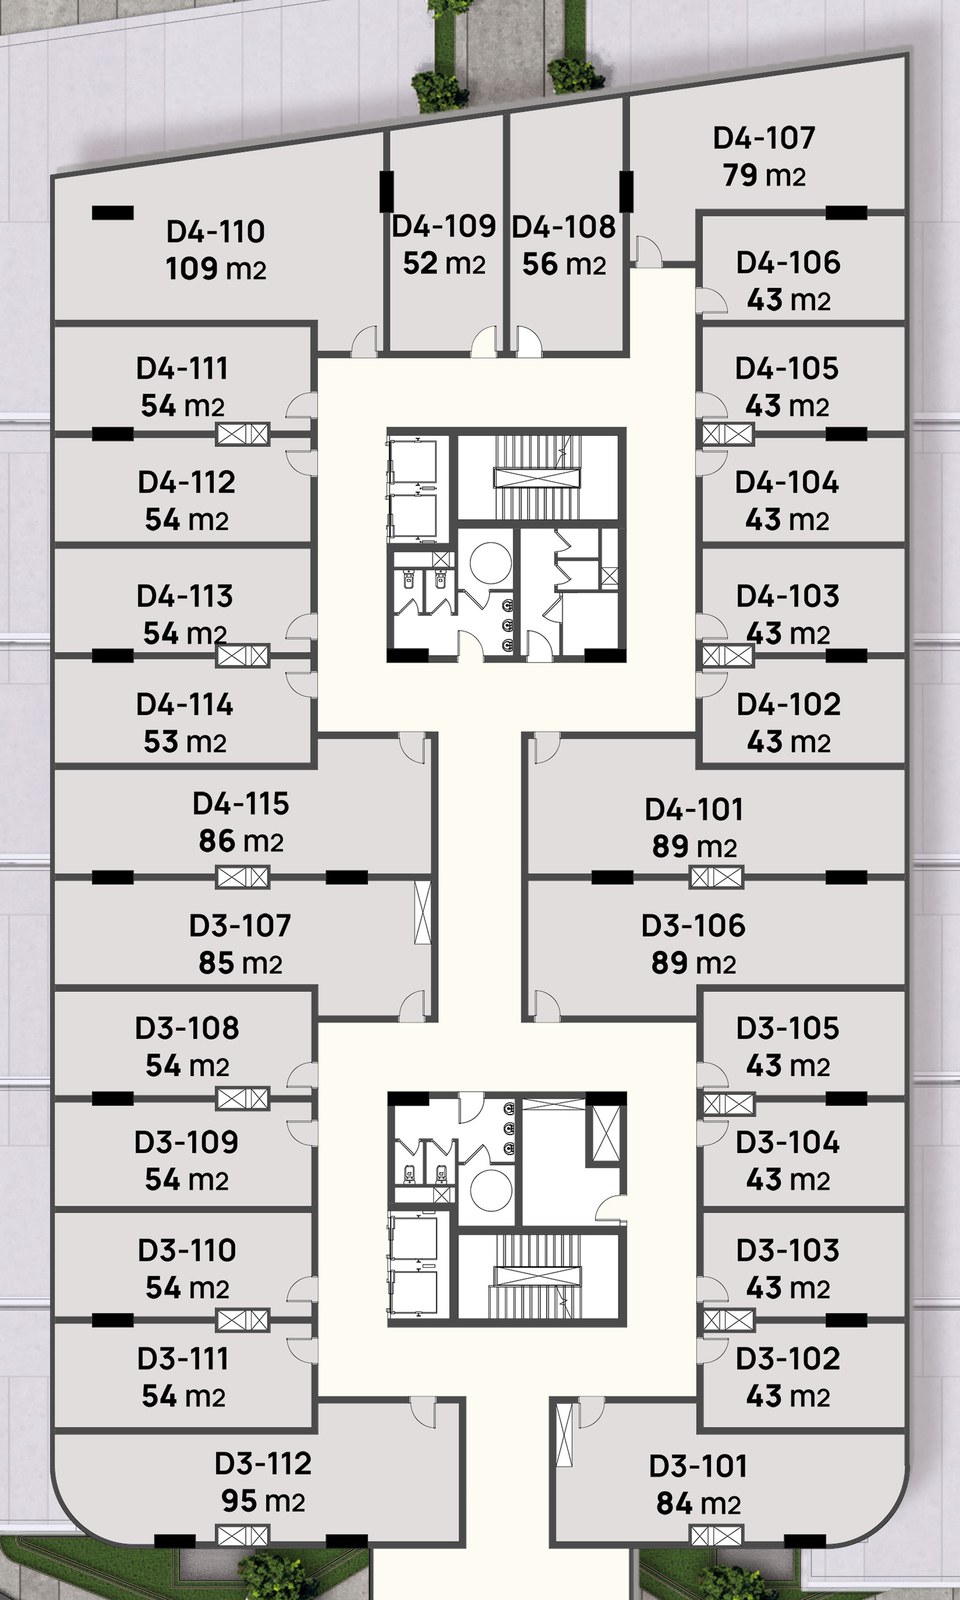 D4-107
79 m2
D4-110
109 m2
D4-109
52 m2
D4-108
56 m2
D4-106
43 m2
D4-111
54 m2
D4-105
43 m2
D4-112
54 m2
D4-104
43 m2
D4-113
54 m2
D4-103
43 m2
D4-114
53 m2
D4-102
43 m2
D4-115
86 m2
D4-101
89 m2
D3-107
85 m2
D3-106
89 m2
D3-108
54 m2
D3-105
43 m2
D3-109
54 m2
D3-104
43 m2
D3-110
54 m2
D3-103
43 m2
D3-111
54 m2
D3-102
43 m2
D3-112
95 m2
D3-101
84 m2